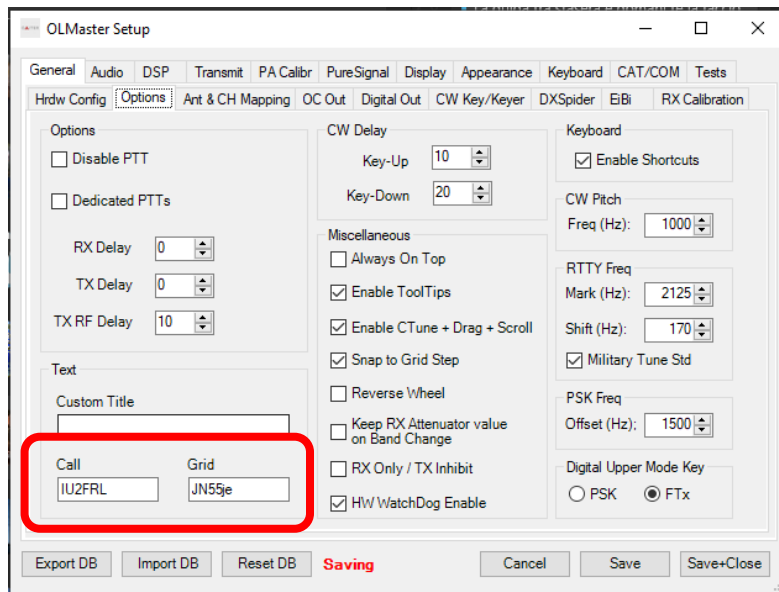 OLMaster Setup
General Audio DSP Transmit PA Calibr PureSignal Display Appearance Keyboard CAT/COM Tests
Hrdw Config Options Ant & CH Mapping OC Out Digital Out CW Key/Keyer DXSpider EiBi RX Calibration
Options
Disable PTT
Dedicated PTTs
RX Delay 0
TX Delay 0
TX RF Delay 10
Text
Custom Title
Call Grid
IU2FRL JN55je
CW Delay
Key-Up 10
Key-Down 20
Miscellaneous
Always On Top
Enable ToolTips
Enable CTune + Drag + Scroll
Snap to Grid Step
Reverse Wheel
Keep RX Attenuator value
on Band Change
RX Only / TX Inhibit
HW WatchDog Enable
Keyboard
Enable Shortcuts
CW Pitch
Freq (Hz): 1000
RTTY Freq
Mark (Hz): 2125
Shift (Hz): 170
Military Tune Std
PSK Freq
Offset (Hz); 1500
Digital Upper Mode Key
PSK FTx
Export DB Import DB Reset DB Saving Cancel Save Save+Close